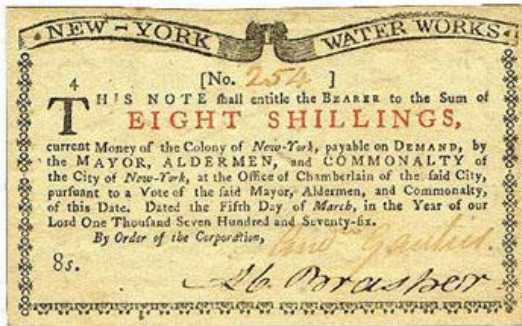 NEW-YORK WATER WORKS
4
[No. 254 ]
THIS NOTE shall entitle the BEARER to the Sum of
EIGHT SHILLINGS,
current Money of the Colony of New-York, payable on DEMAND, by
the MAYOR, ALDERMEN, and COMMONALTY of
the City of New-York, at the Office of Chamberlain of the said City,
pursuant to a Vote of the said Mayor, Aldermen, and Commonalty,
of this Date. Dated the Fifth Day of March, in the Year of our
Lord One Thousand Seven Hundred and Seventy-six.
By Order of the Corporation,
8s.
Ab. Brasher